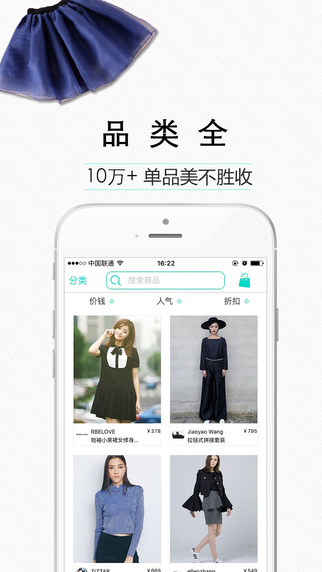 品类全
10万+ 单品美不胜收
中国联通 16:22
分类 搜索商品
价钱 人气 折扣
RBELOVE ¥378
短袖小黑裙女修身...
Jiaoyao Wang ¥795
拉链式拼接套装
ZIZTAR ¥560
ellenzhang ¥549